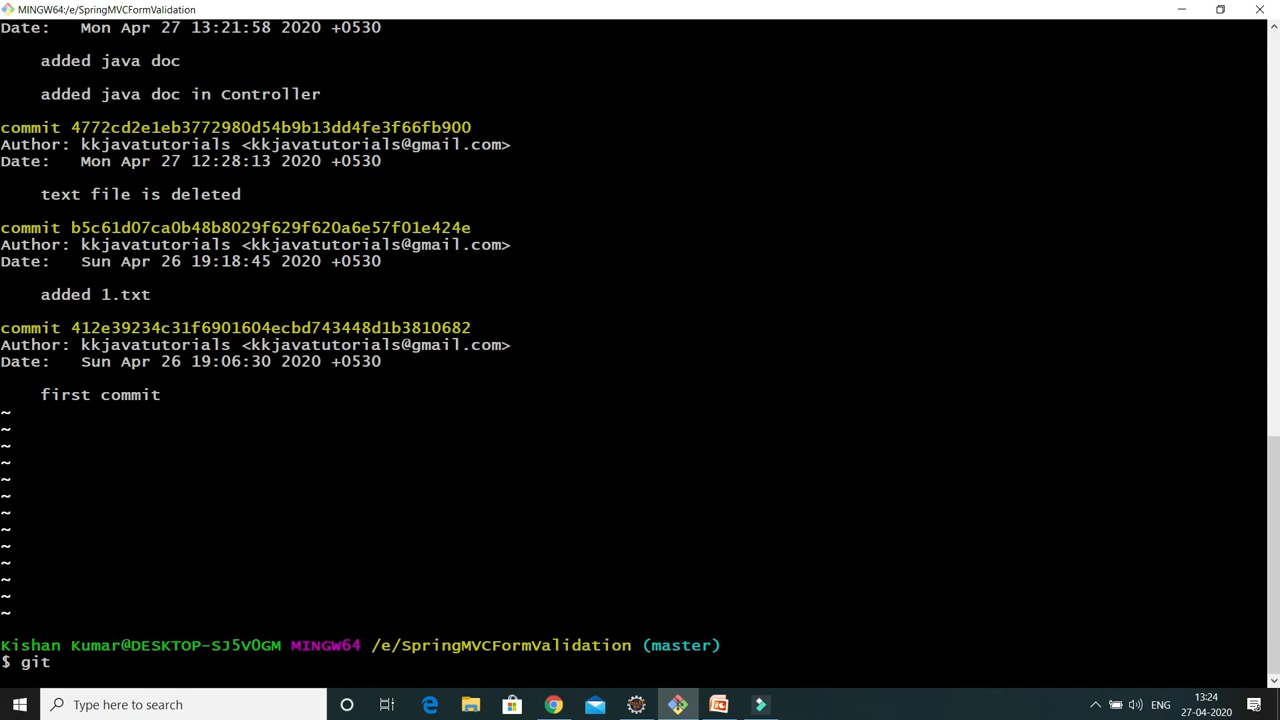 MINGW64:/e/SpringMVCFormValidation
Date:   Mon Apr 27 13:21:58 2020 +0530
added java doc
added java doc in Controller
commit 4772cd2e1eb3772980d54b9b13dd4fe3f66fb900
Author: kkjavatutorials <kkjavatutorials@gmail.com>
Date:   Mon Apr 27 12:28:13 2020 +0530
text file is deleted
commit b5c61d07ca0b48b8029f629f620a6e57f01e424e
Author: kkjavatutorials <kkjavatutorials@gmail.com>
Date:   Sun Apr 26 19:18:45 2020 +0530
added 1.txt
commit 412e39234c31f6901604ecbd743448d1b3810682
Author: kkjavatutorials <kkjavatutorials@gmail.com>
Date:   Sun Apr 26 19:06:30 2020 +0530
first commit
~
~
~
~
~
~
~
~
~
~
~
~
~
Kishan Kumar@DESKTOP-SJ5V0GM MINGW64 /e/SpringMVCFormValidation (master)
$ git
Type here to search
ENG
13:24
27-04-2020